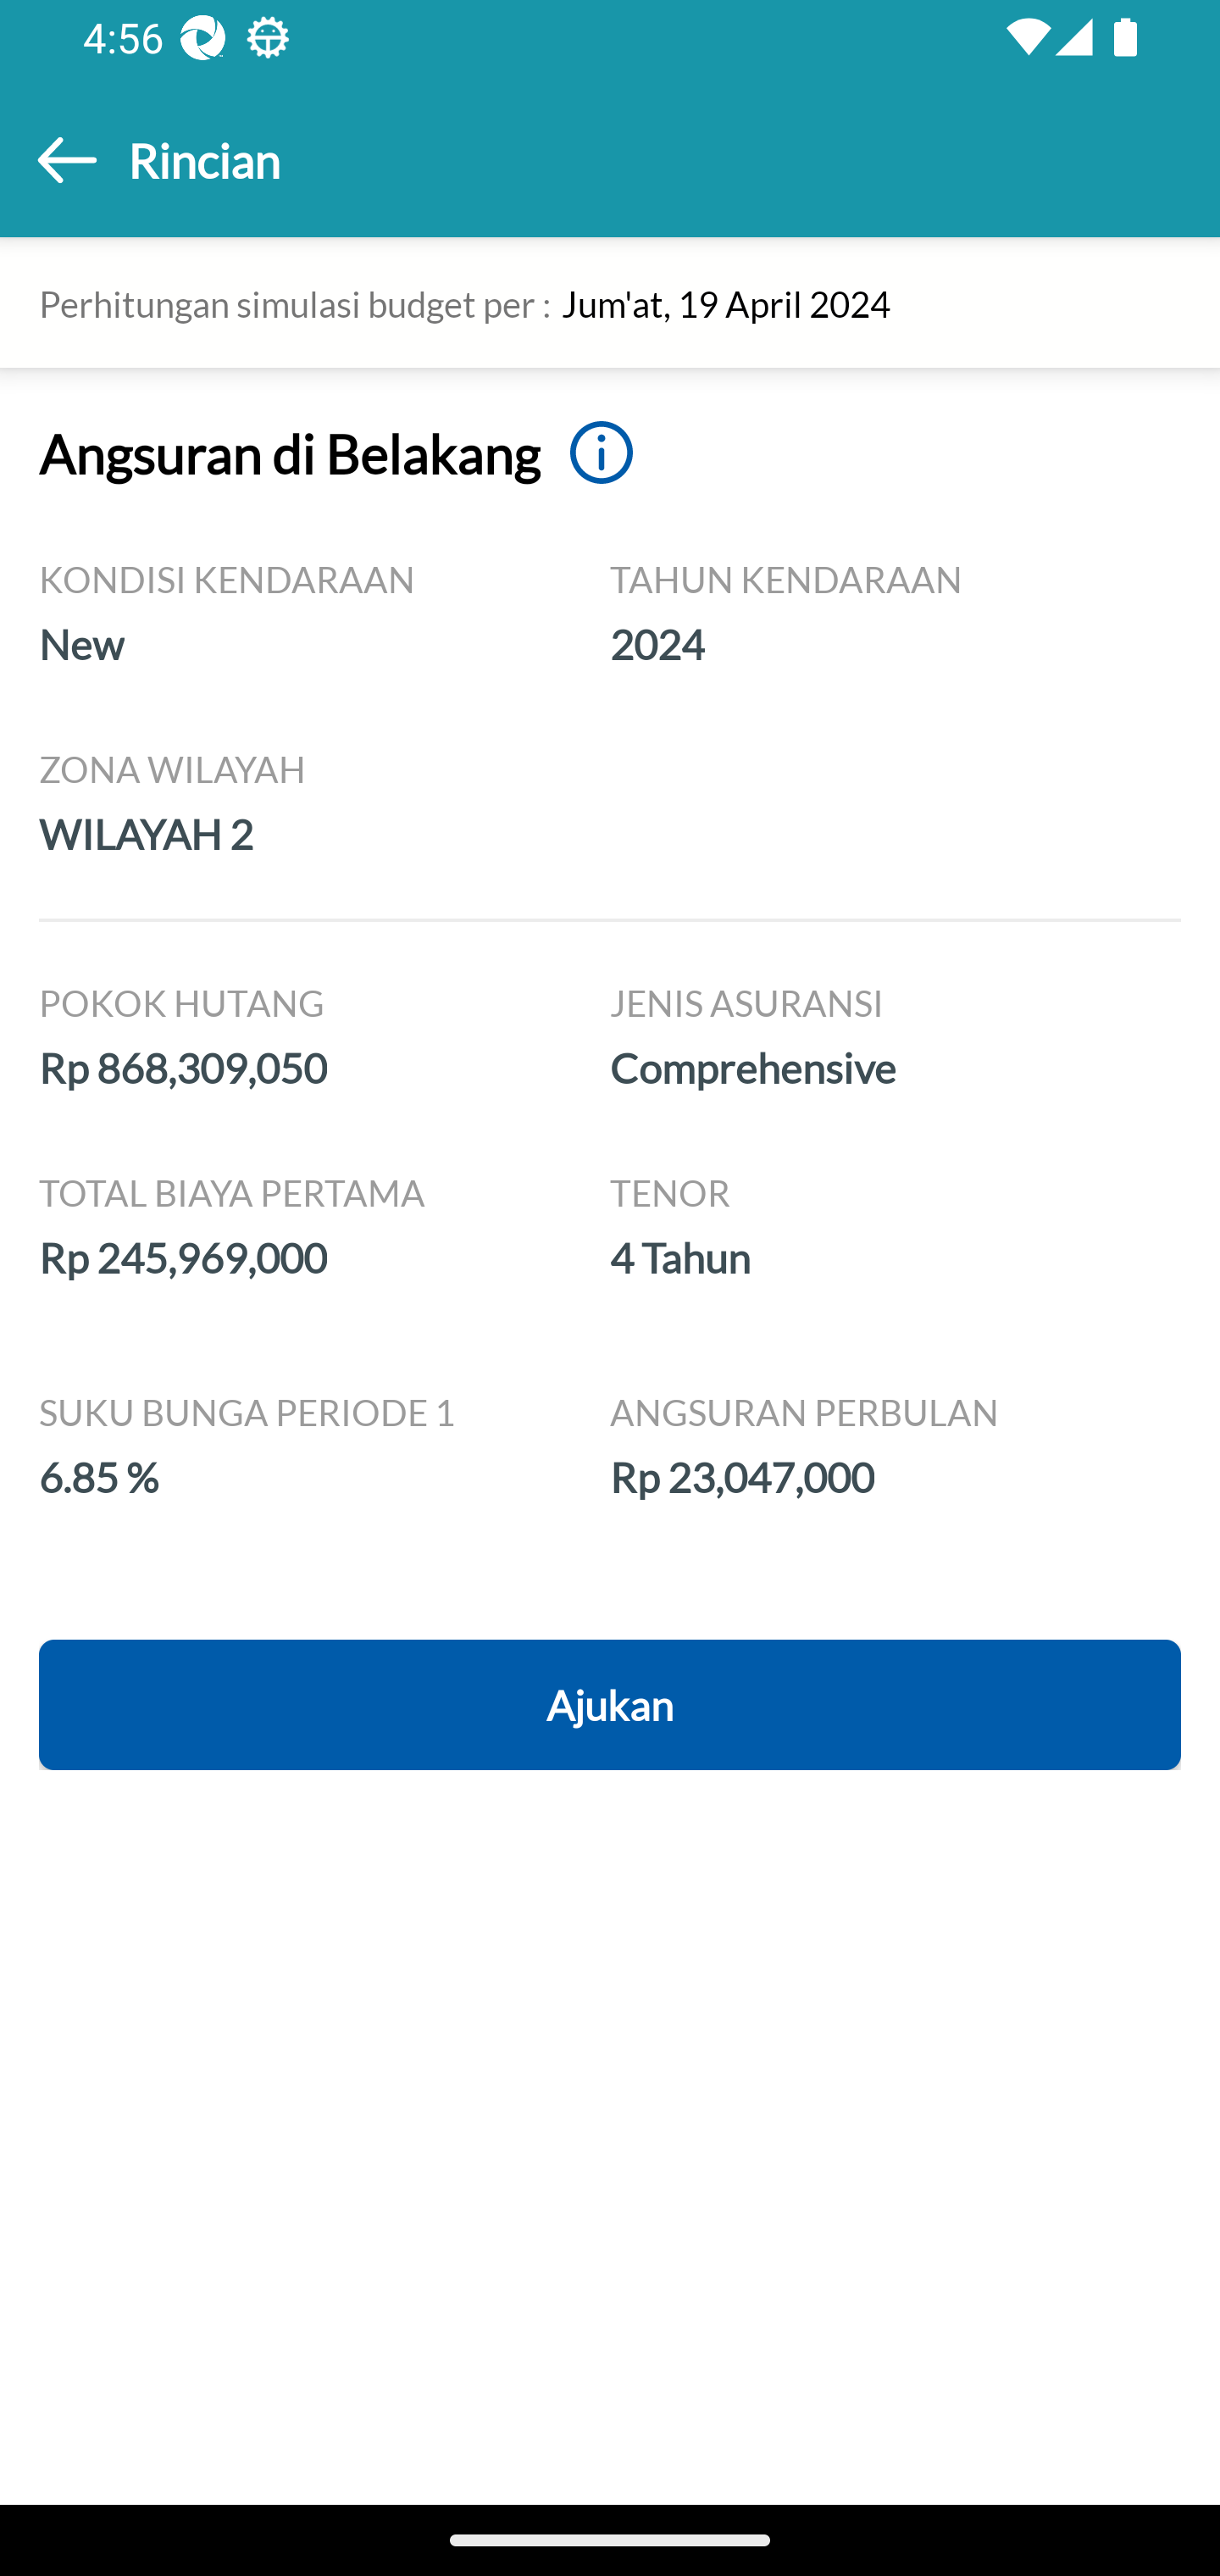 4:56
Rincian
Perhitungan simulasi budget per : Jum'at, 19 April 2024
Angsuran di Belakang
KONDISI KENDARAAN TAHUN KENDARAAN
New 2024
ZONA WILAYAH
WILAYAH 2
POKOK HUTANG JENIS ASURANSI
Rp 868,309,050 Comprehensive
TOTAL BIAYA PERTAMA TENOR
Rp 245,969,000 4 Tahun
SUKU BUNGA PERIODE 1 ANGSURAN PERBULAN
6.85 % Rp 23,047,000
Ajukan